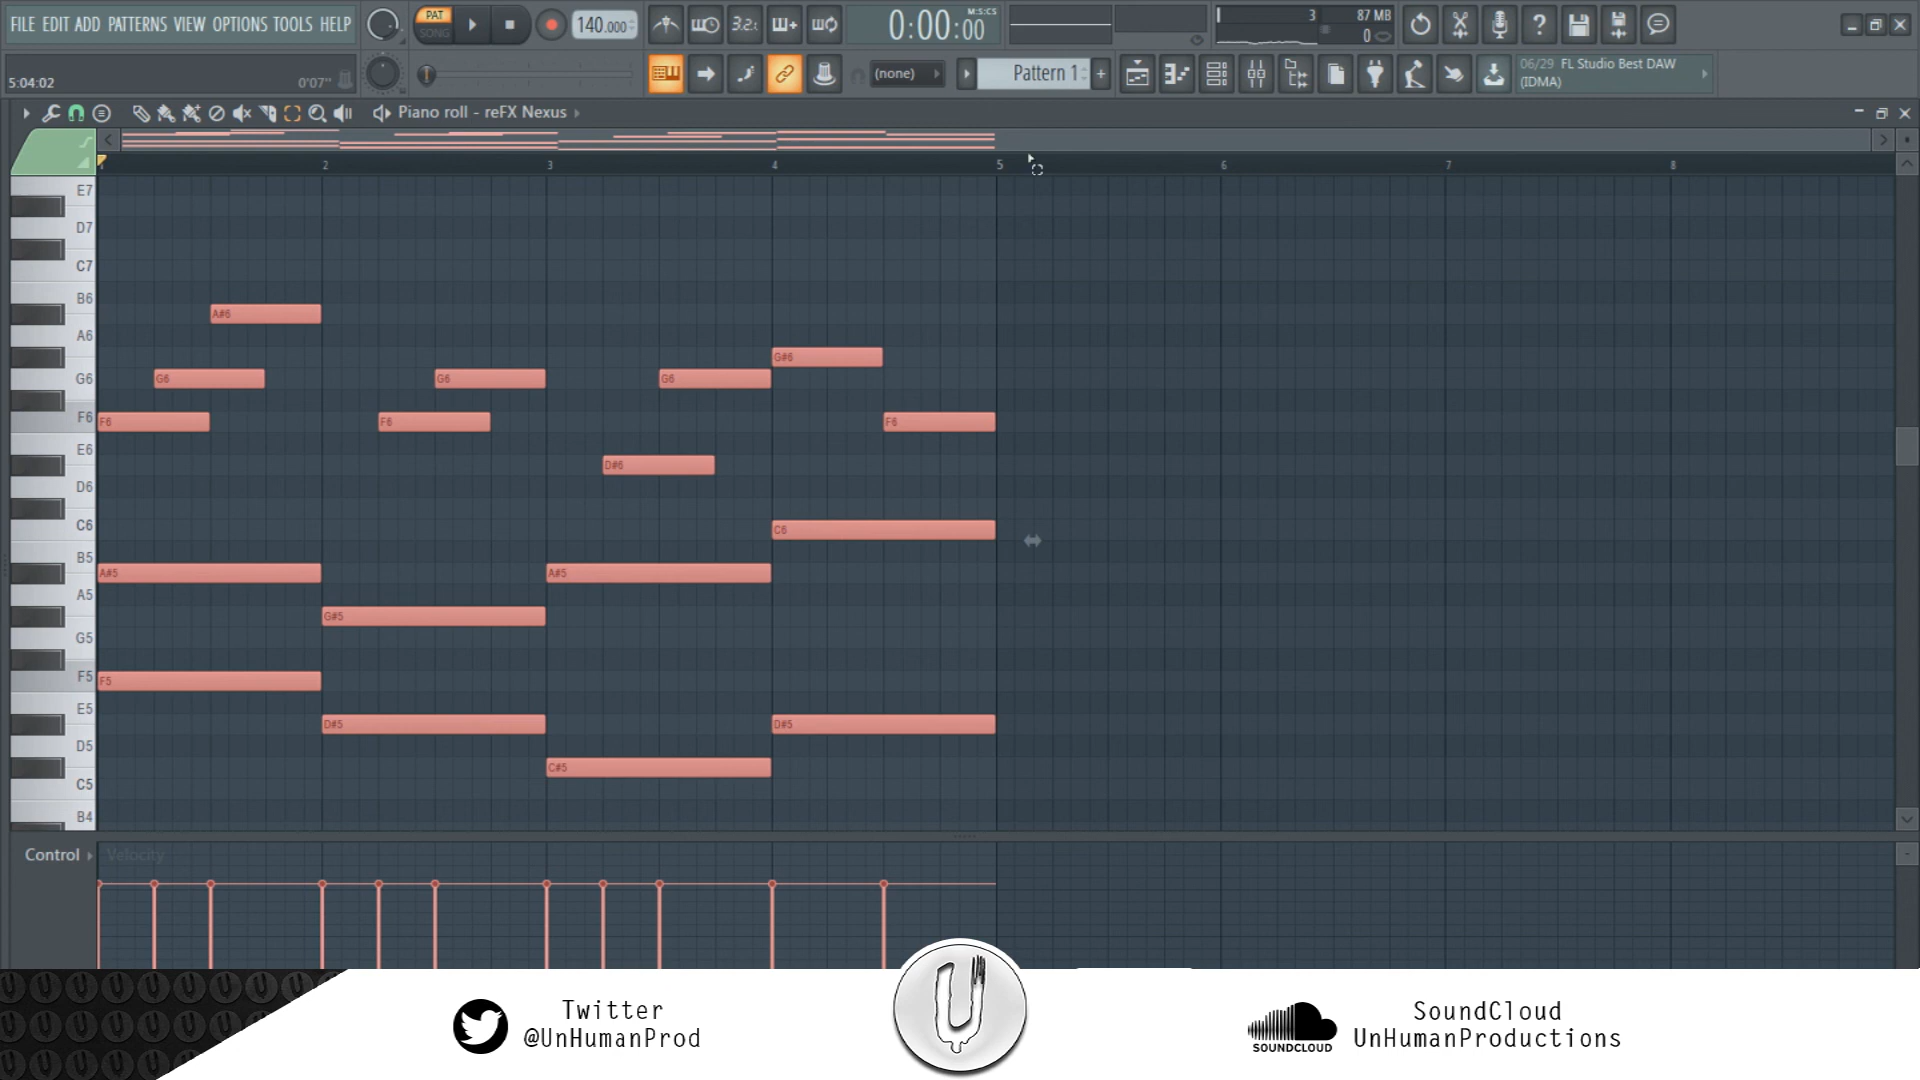 FILE EDIT ADD PATTERNS VIEW OPTIONS TOOLS HELP
PAT
SONG
140.000
3.2.
0:00:00
M:S:CS
3
87 MB
0
5:04:02
0'07"
(none)
Pattern 1
+
06/29 FL Studio Best DAW
(IDMA)
Piano roll - reFX Nexus
1 2 3 4 5 6 7 8
E7
D7
C7
B6
A#6
A6
G#6
G6
G6
G6
G6
F6
F6
F6
F6
E6
D#6
D6
C6
C6
B5
A#5
A#5
A5
G#5
G5
F5
F5
E5
D#5
D#5
D5
C#5
C5
B4
Control
Velocity
Twitter
@UnHumanProd
U
SOUNDCLOUD
SoundCloud
UnHumanProductions